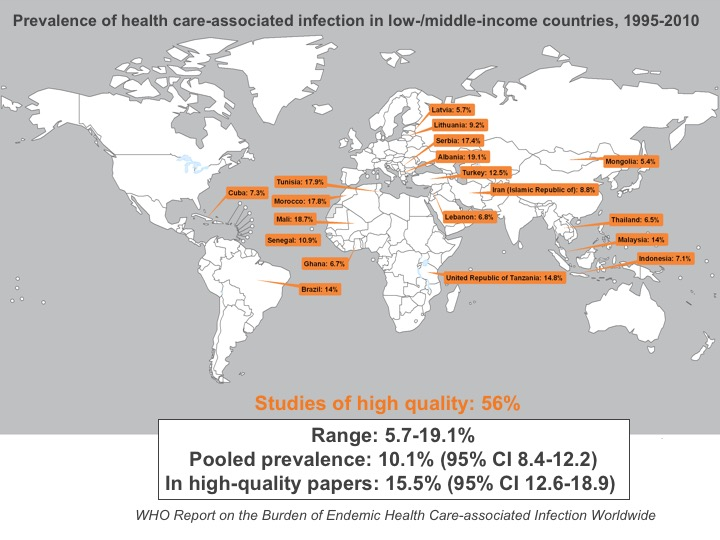 Prevalence of health care-associated infection in low-/middle-income countries, 1995-2010
Latvia: 5.7%
Lithuania: 9.2%
Serbia: 17.4%
Albania: 19.1%
Mongolia: 5.4%
Turkey: 12.5%
Tunisia: 17.9%
Iran (Islamic Republic of): 8.8%
Cuba: 7.3%
Morocco: 17.8%
Mali: 18.7%
Lebanon: 6.8%
Thailand: 6.5%
Senegal: 10.9%
Malaysia: 14%
Indonesia: 7.1%
Ghana: 6.7%
United Republic of Tanzania: 14.8%
Brazil: 14%
Studies of high quality: 56%
Range: 5.7-19.1%
Pooled prevalence: 10.1% (95% CI 8.4-12.2)
In high-quality papers: 15.5% (95% CI 12.6-18.9)
WHO Report on the Burden of Endemic Health Care-associated Infection Worldwide